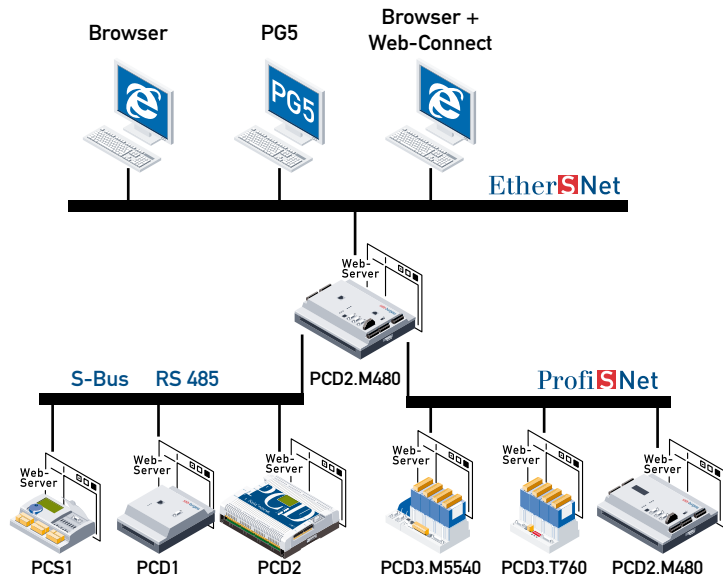 Browser
PG5
Browser +
Web-Connect
PG5
EtherSNet
Web-
Server
PCD2.M480
S-Bus RS 485
ProfiSNet
Web-
Server
Web-
Server
Web-
Server
Web-
Server
Web-
Server
Web-
Server
PCD
PCS1
PCD1
PCD2
PCD3.M5540
PCD3.T760
PCD2.M480